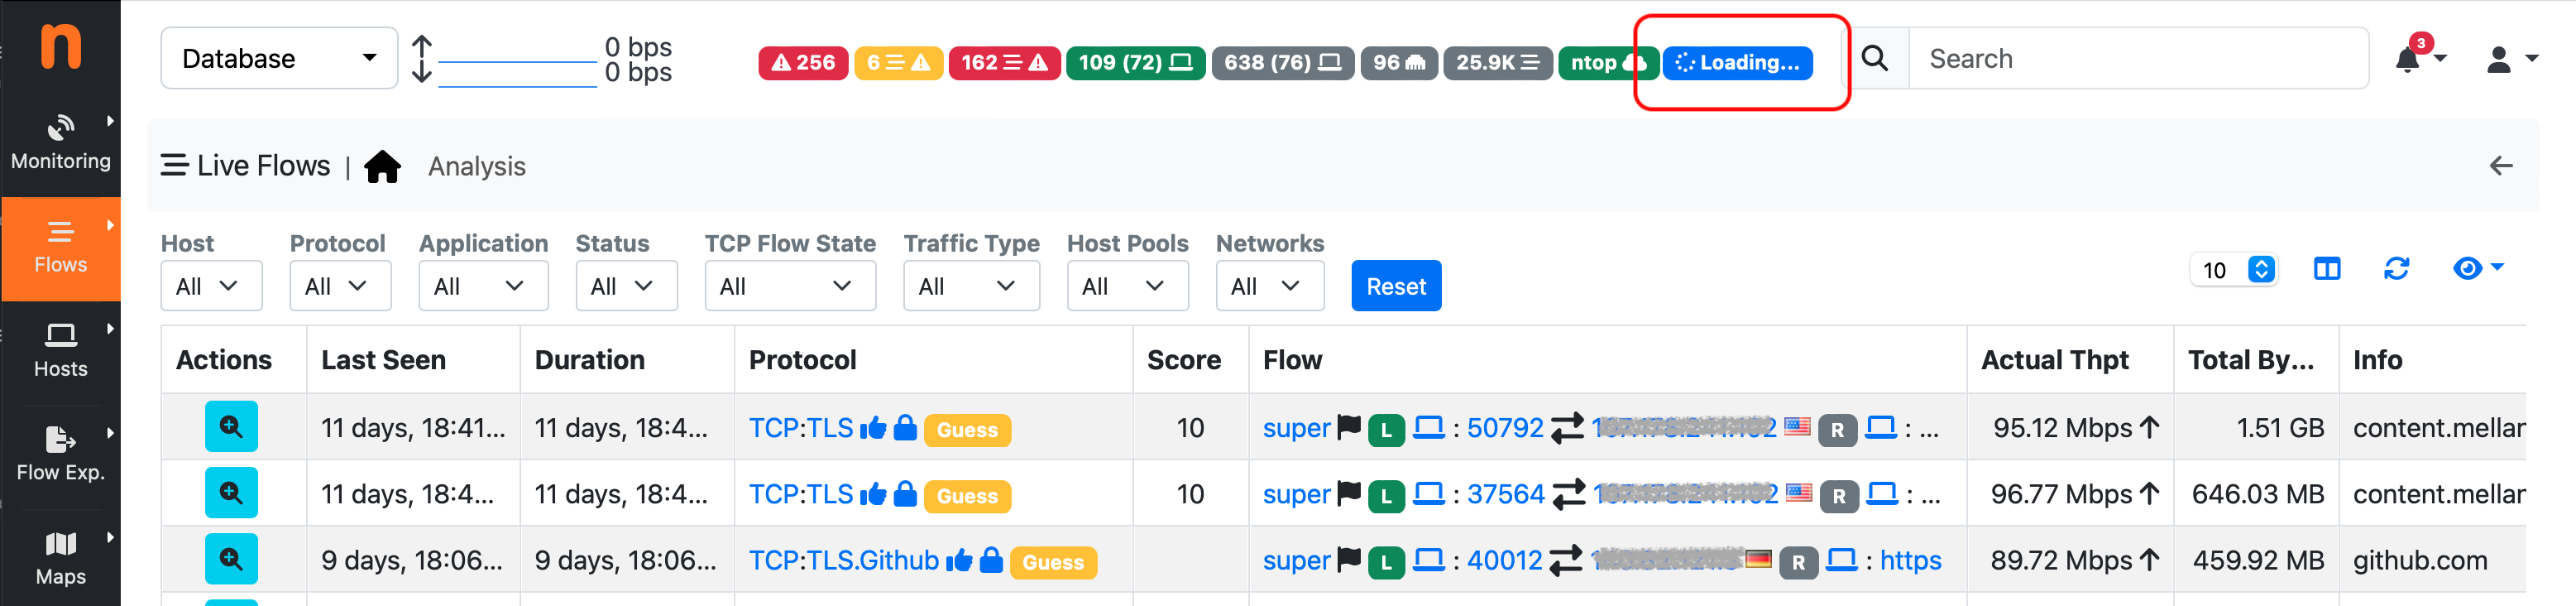 n
Database
0 bps
0 bps
256
6
162
109 (72)
638 (76)
96
25.9K
ntop
Loading...
Search
3
Monitoring
Flows
Hosts
Flow Exp.
Maps
Live Flows | Analysis
Host Protocol Application Status TCP Flow State Traffic Type Host Pools Networks
All All All All All All All All Reset 10
Actions Last Seen Duration Protocol Score Flow Actual Thpt Total By... Info
11 days, 18:41... 11 days, 18:4... TCP:TLS Guess 10 super L : 50792 R : ... 95.12 Mbps 1.51 GB content.mellar
11 days, 18:4... 11 days, 18:4... TCP:TLS Guess 10 super L : 37564 R : ... 96.77 Mbps 646.03 MB content.mellar
9 days, 18:06... 9 days, 18:06... TCP:TLS.Github Guess super L : 40012 R : https 89.72 Mbps 459.92 MB github.com